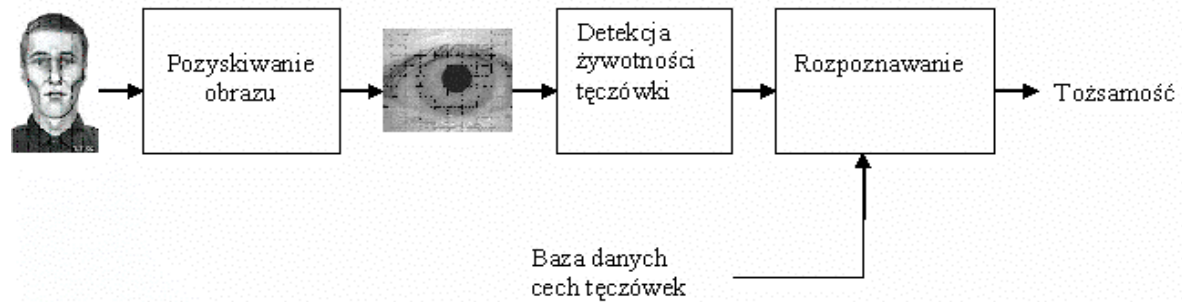 Pozyskiwanie
obrazu
Detekcja
żywotności
tęczówki
Rozpoznawanie
Tożsamość
Baza danych
cech tęczówek